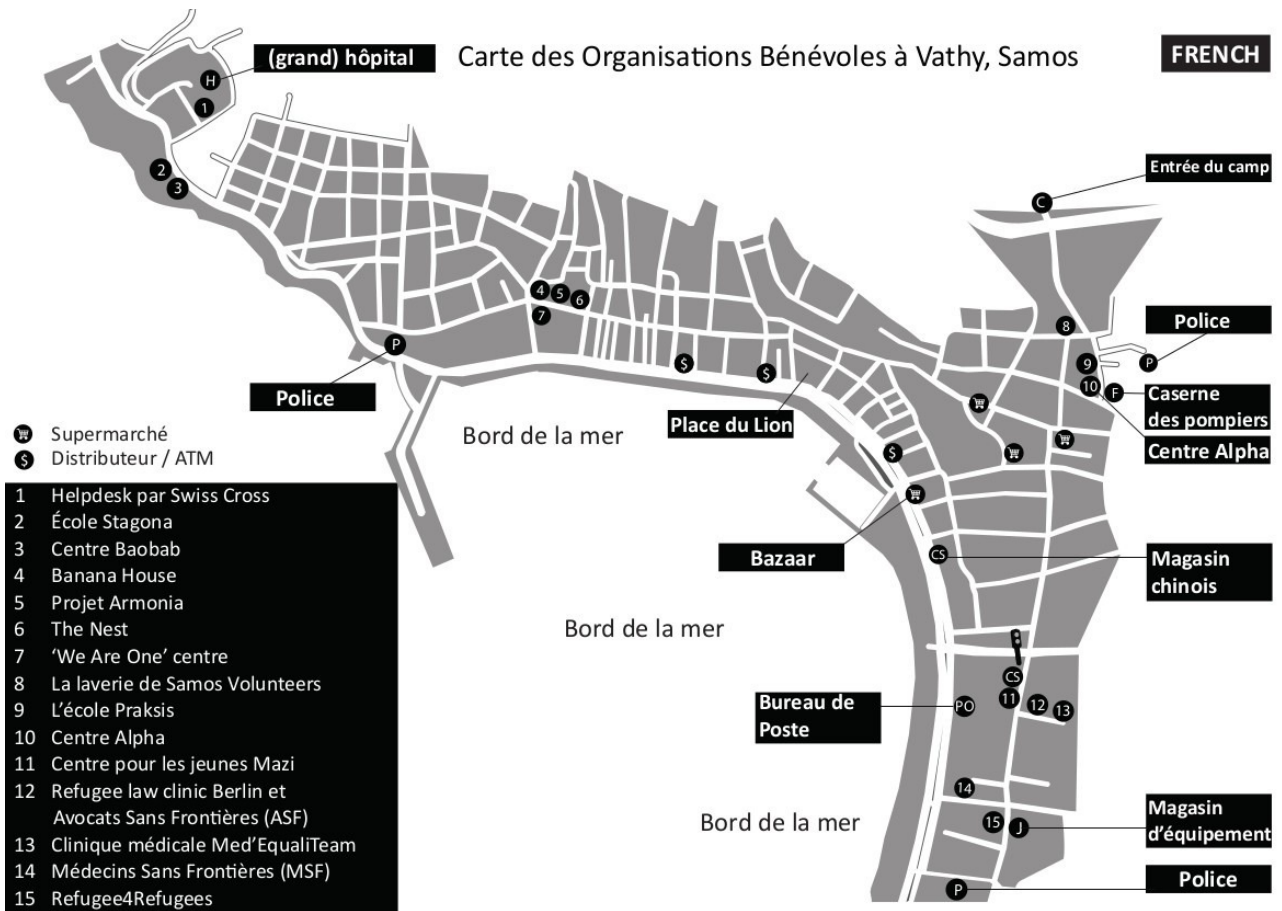 (grand) hôpital
Carte des Organisations Bénévoles à Vathy, Samos
FRENCH
H
1
2
3
Entrée du camp
C
4
5
6
7
8
Police
P
9
10
F
Caserne
des pompiers
Centre Alpha
P
Police
$
$
Place du Lion
$
Bord de la mer
Supermarché
$ Distributeur / ATM
Bazaar
CS
Magasin
chinois
Bord de la mer
CS
11
12
13
Bureau de
Poste
PO
14
15
J
Magasin
d’équipement
Bord de la mer
P
Police
1 Helpdesk par Swiss Cross
2 École Stagona
3 Centre Baobab
4 Banana House
5 Projet Armonia
6 The Nest
7 ‘We Are One’ centre
8 La laverie de Samos Volunteers
9 L’école Praksis
10 Centre Alpha
11 Centre pour les jeunes Mazi
12 Refugee law clinic Berlin et
Avocats Sans Frontières (ASF)
13 Clinique médicale Med’EqualiTeam
14 Médecins Sans Frontières (MSF)
15 Refugee4Refugees